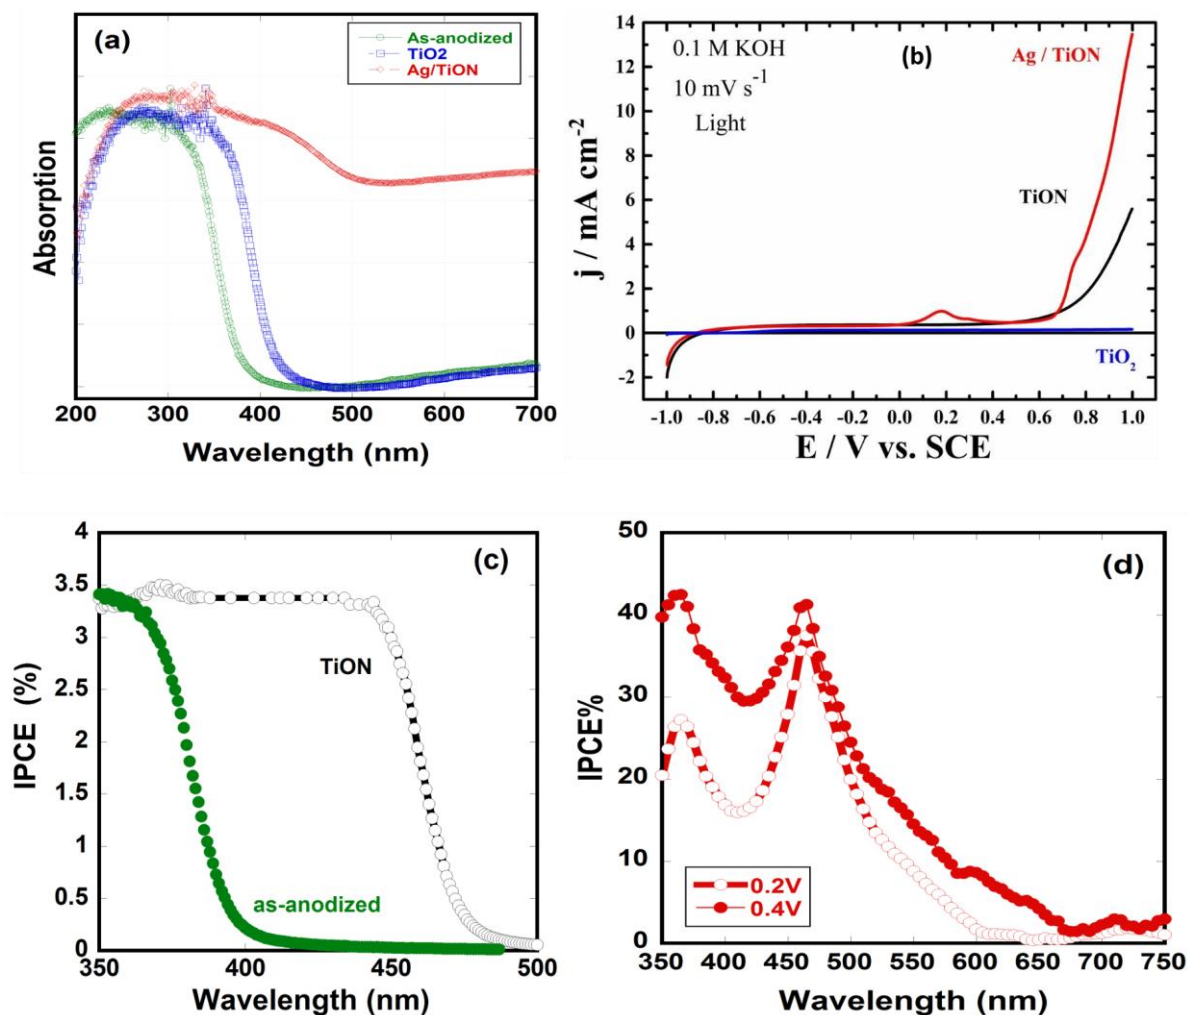 (a)
As-anodized
TiO2
Ag/TiON
Absorption
200 300 400 500 600 700
Wavelength (nm)
(b)
0.1 M KOH
10 mV s-1
Light
Ag / TiON
TiON
TiO2
14
12
10
8
6
4
2
0
-2
j / mA cm-2
-1.0 -0.8 -0.6 -0.4 -0.2 0.0 0.2 0.4 0.6 0.8 1.0
E / V vs. SCE
(c)
4
3.5
3
2.5
2
1.5
1
0.5
0
IPCE (%)
TiON
as-anodized
350 400 450 500
Wavelength (nm)
(d)
50
40
30
20
10
0
IPCE%
0.2V
0.4V
350 400 450 500 550 600 650 700 750
Wavelength nm